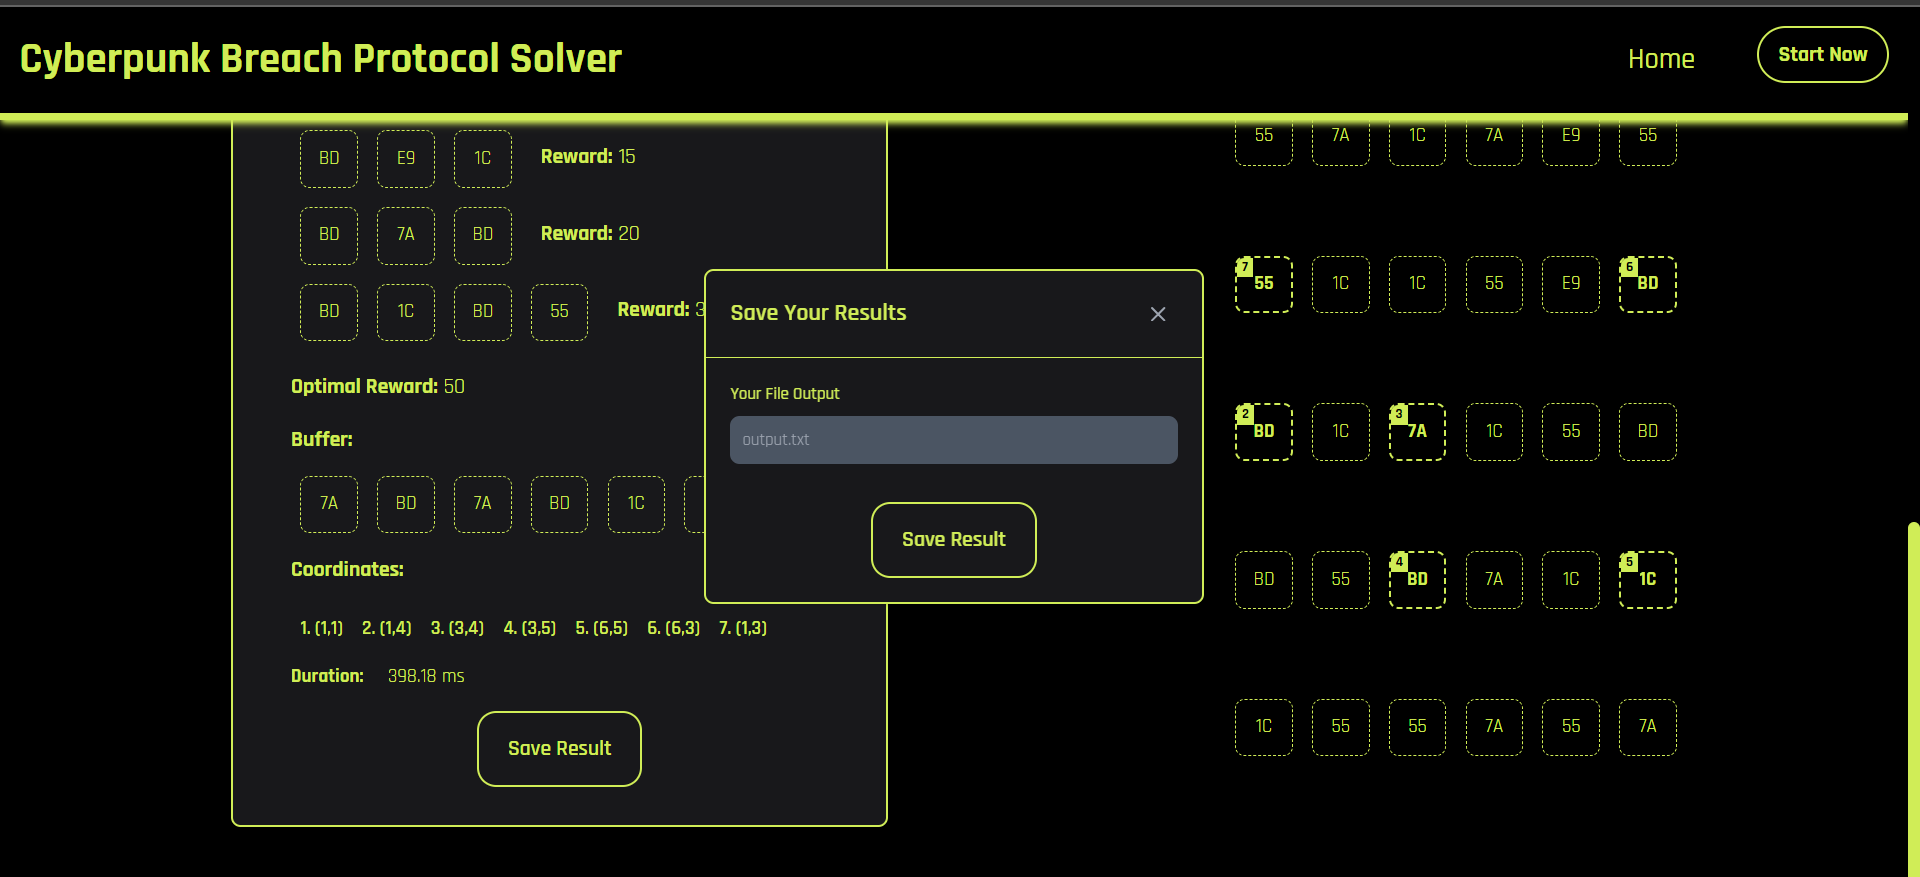 Cyberpunk Breach Protocol Solver
Home
Start Now
BD E9 1C Reward: 15
BD 7A BD Reward: 20
BD 1C BD 55 Reward: 3
Optimal Reward: 50
Buffer:
7A BD 7A BD 1C
Coordinates:
1. (1,1) 2. (1,4) 3. (3,4) 4. (3,5) 5. (6,5) 6. (6,3) 7. (1,3)
Duration: 398.18 ms
Save Result
Save Your Results
Your File Output
output.txt
Save Result
55 7A 1C 7A E9 55
7 55 1C 1C 55 E9 6 BD
2 BD 1C 3 7A 1C 55 BD
BD 55 4 BD 7A 1C 5 1C
1C 55 55 7A 55 7A